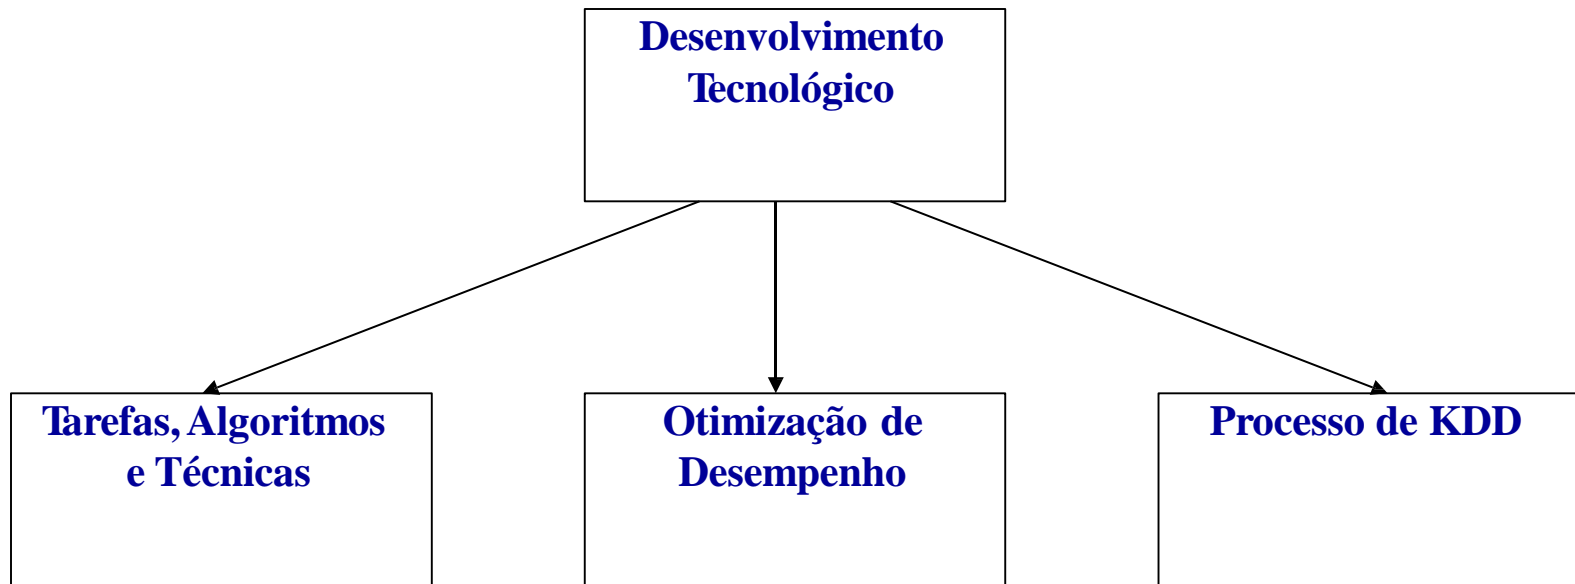 Desenvolvimento
Tecnológico
Tarefas, Algoritmos
e Técnicas
Otimização de
Desempenho
Processo de KDD